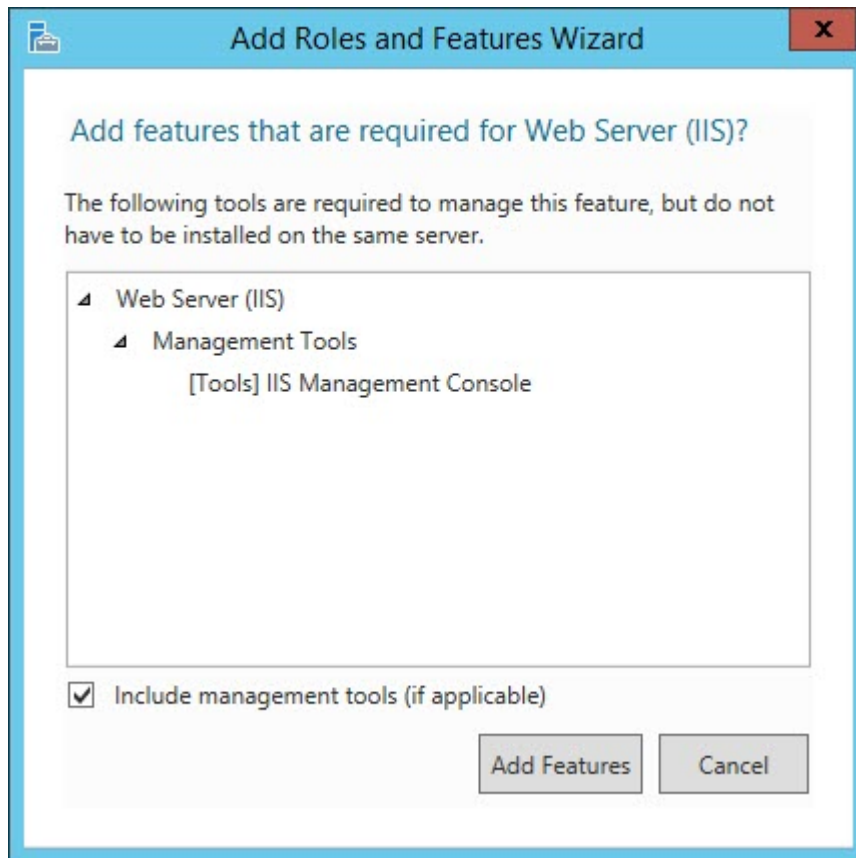 Add Roles and Features Wizard
x
Add features that are required for Web Server (IIS)?
The following tools are required to manage this feature, but do not
have to be installed on the same server.
Web Server (IIS)
Management Tools
[Tools] IIS Management Console
Include management tools (if applicable)
Add Features
Cancel